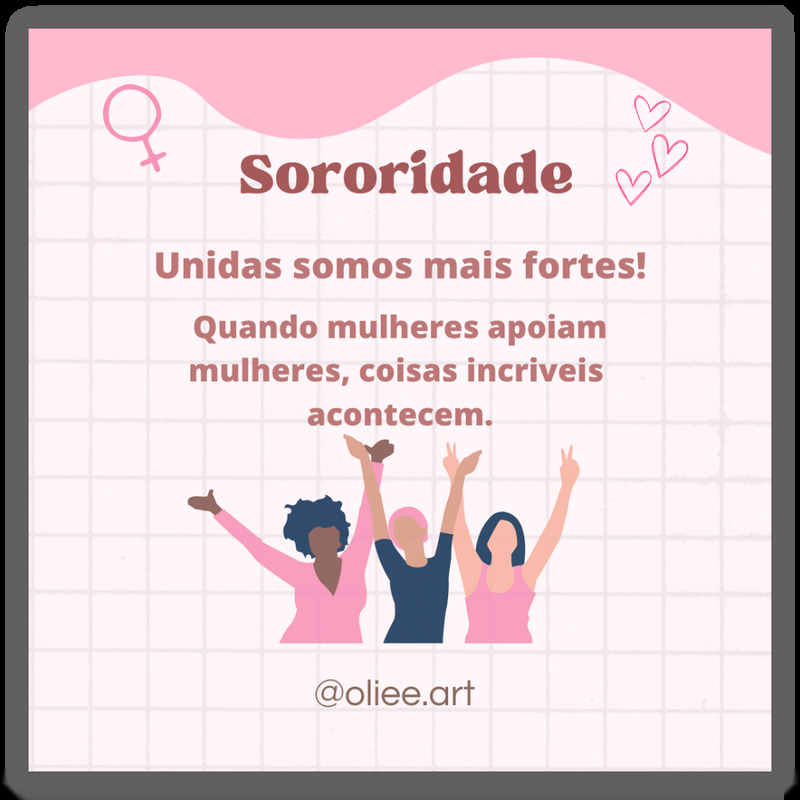 Sororidade
Unidas somos mais fortes!
Quando mulheres apoiam
mulheres, coisas incriveis
acontecem.
@oliee.art